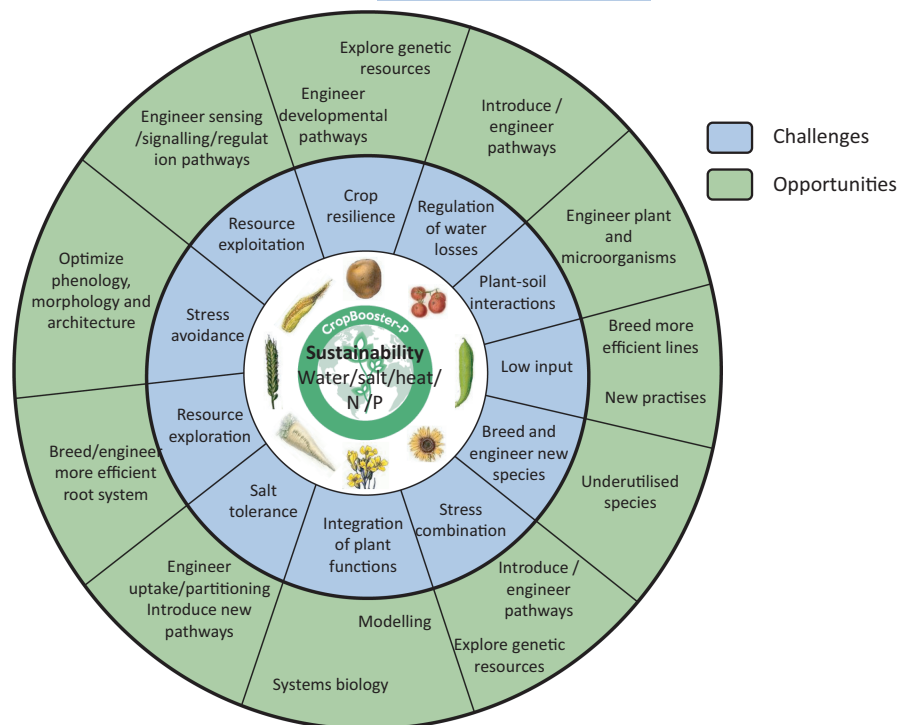 Explore genetic
resources
Engineer
developmental
pathways
Introduce /
engineer
pathways
Engineer plant
and
microorganisms
Breed more
efficient lines
New practises
Underutilised
species
Introduce /
engineer
pathways
Explore genetic
resources
Modelling
Systems biology
Engineer
uptake/partitioning
Introduce new
pathways
Breed/engineer
more efficient
root system
Optimize
phenology,
morphology and
architecture
Engineer sensing
/signalling/regulat
ion pathways
Crop
resilience
Regulation
of water
losses
Plant-soil
interactions
Low input
Breed and
engineer new
species
Stress
combination
Integration
of plant
functions
Salt
tolerance
Resource
exploration
Stress
avoidance
Resource
exploitation
CropBooster-P
Sustainability
Water/salt/heat/
N /P
Challenges
Opportunities